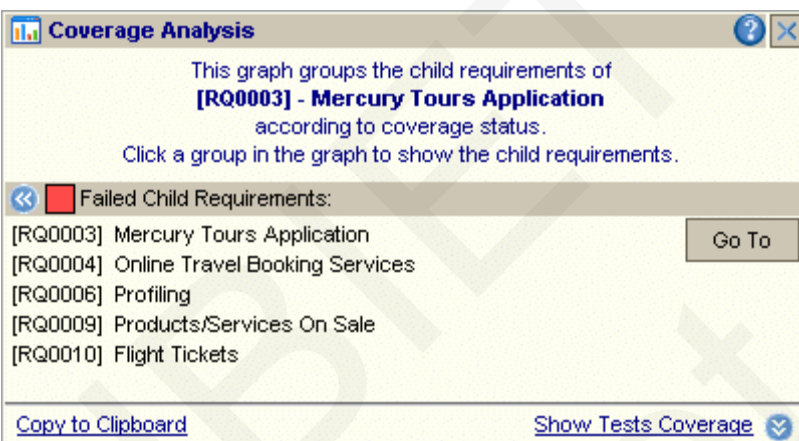 Coverage Analysis
This graph groups the child requirements of
[RQ0003] - Mercury Tours Application
according to coverage status.
Click a group in the graph to show the child requirements.
Failed Child Requirements:
[RQ0003] Mercury Tours Application
Go To
[RQ0004] Online Travel Booking Services
[RQ0006] Profiling
[RQ0009] Products/Services On Sale
[RQ0010] Flight Tickets
Copy to Clipboard
Show Tests Coverage